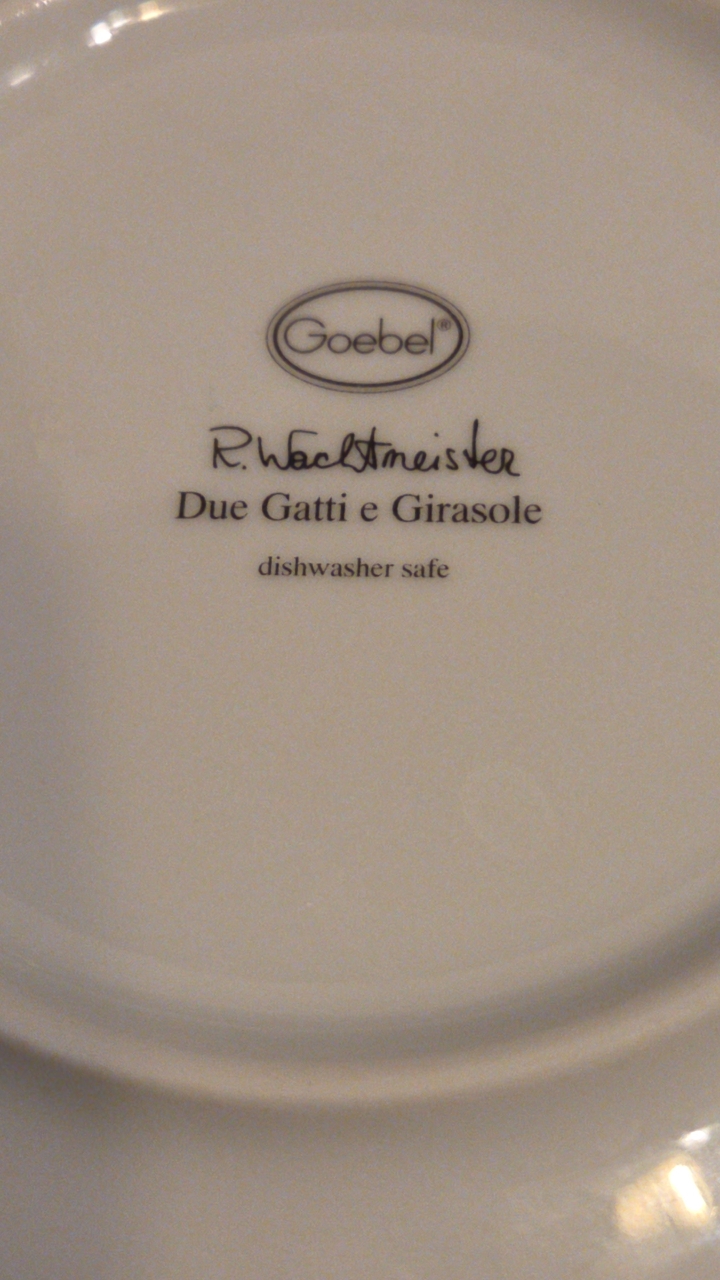 Goebel®
R. Wachtmeister
Due Gatti e Girasole
dishwasher safe